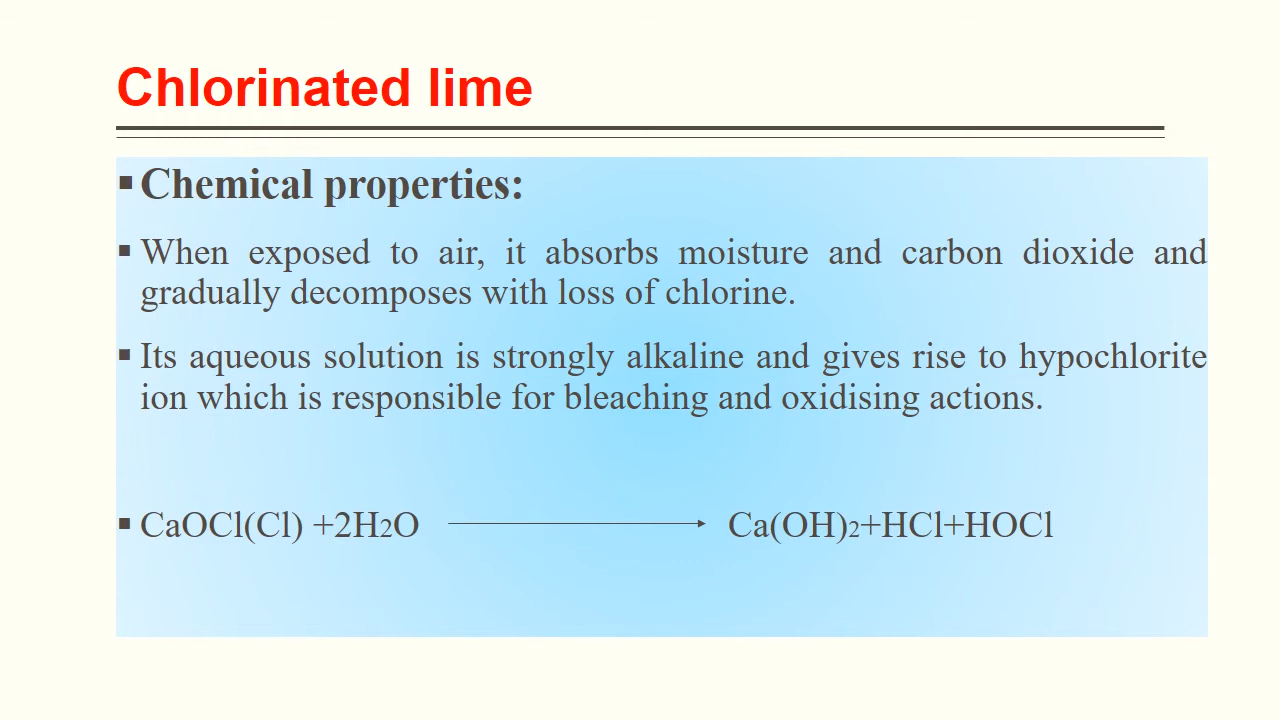 Chlorinated lime
▪ Chemical properties:
▪ When exposed to air, it absorbs moisture and carbon dioxide and
gradually decomposes with loss of chlorine.
▪ Its aqueous solution is strongly alkaline and gives rise to hypochlorite
ion which is responsible for bleaching and oxidising actions.
▪ CaOCl(Cl) +2H2O ⟶ Ca(OH)2+HCl+HOCl